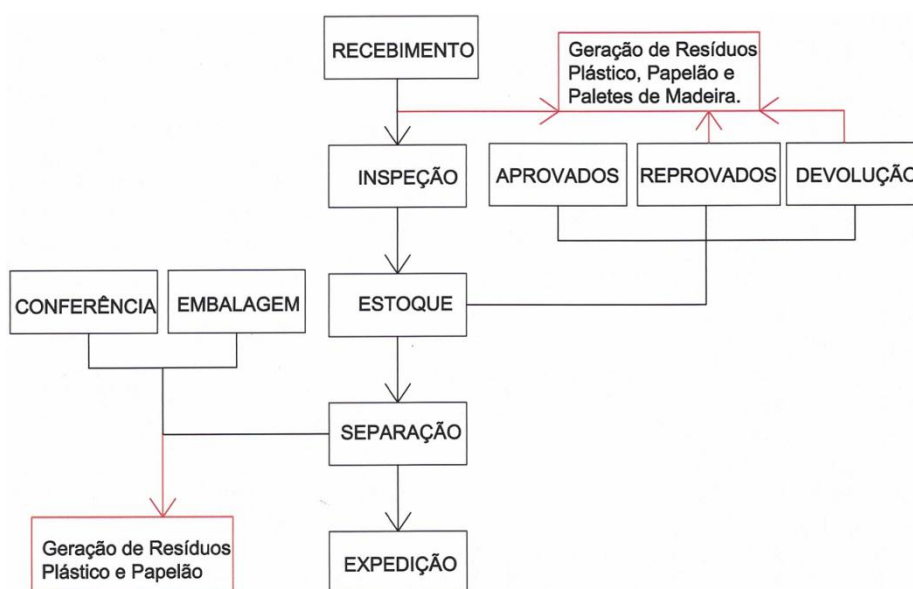 RECEBIMENTO
Geração de Resíduos
Plástico, Papelão e
Paletes de Madeira.
INSPEÇÃO
APROVADOS
REPROVADOS
DEVOLUÇÃO
CONFERÊNCIA
EMBALAGEM
ESTOQUE
SEPARAÇÃO
Geração de Resíduos
Plástico e Papelão
EXPEDIÇÃO